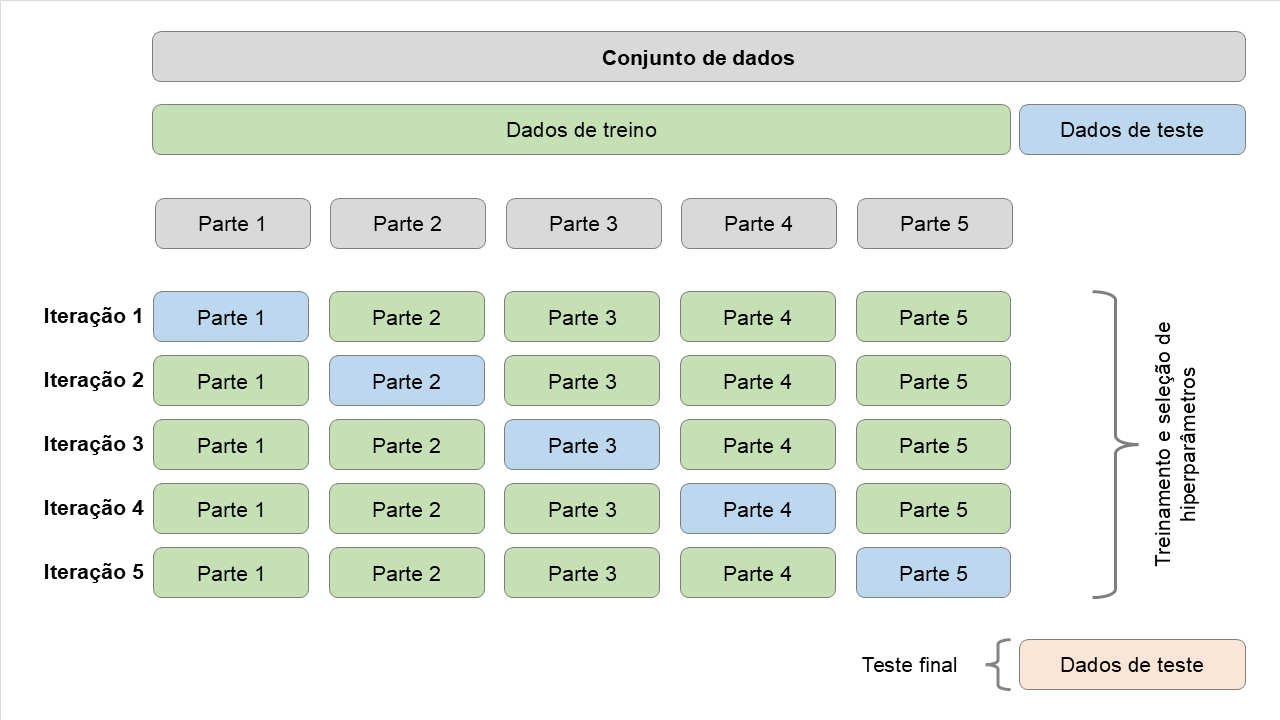 Conjunto de dados
Dados de treino Dados de teste
Parte 1 Parte 2 Parte 3 Parte 4 Parte 5
Iteração 1 Parte 1 Parte 2 Parte 3 Parte 4 Parte 5
Iteração 2 Parte 1 Parte 2 Parte 3 Parte 4 Parte 5
Iteração 3 Parte 1 Parte 2 Parte 3 Parte 4 Parte 5
Iteração 4 Parte 1 Parte 2 Parte 3 Parte 4 Parte 5
Iteração 5 Parte 1 Parte 2 Parte 3 Parte 4 Parte 5
Treinamento e seleção de
hiperparâmetros
Teste final Dados de teste